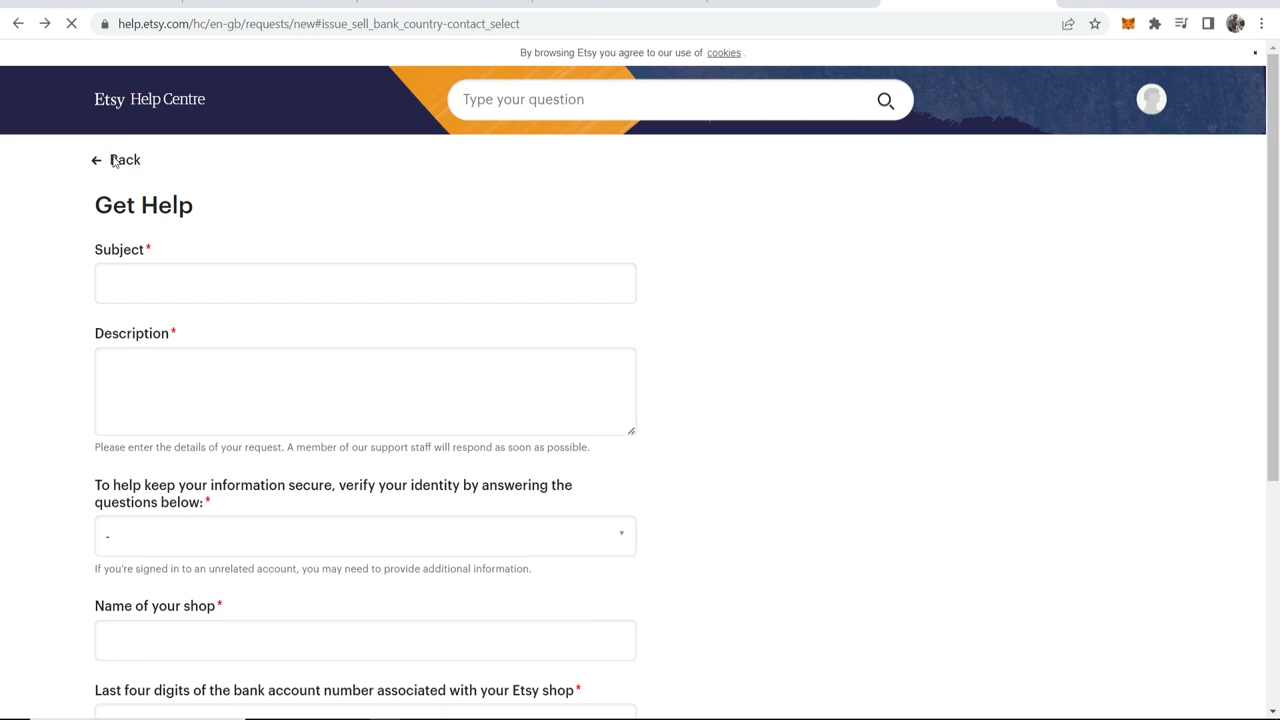 help.etsy.com/hc/en-gb/requests/new#issue_sell_bank_country-contact_select
By browsing Etsy you agree to our use of cookies .
Etsy Help Centre
Type your question
Back
Get Help
Subject*
Description*
Please enter the details of your request. A member of our support staff will respond as soon as possible.
To help keep your information secure, verify your identity by answering the
questions below:*
-
If you're signed in to an unrelated account, you may need to provide additional information.
Name of your shop*
Last four digits of the bank account number associated with your Etsy shop*